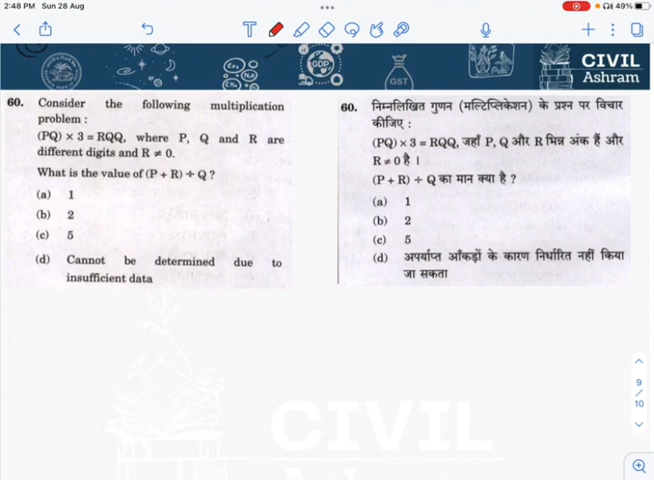 2:48 PM Sun 28 Aug
49%
CIVIL
Ashram
GDP
GST
60. Consider the following multiplication
problem :
(PQ) × 3 = RQQ, where P, Q and R are
different digits and R ≠ 0.
What is the value of (P + R) ÷ Q ?
(a) 1
(b) 2
(c) 5
(d) Cannot be determined due to
insufficient data
60. निम्नलिखित गुणन (मल्टिप्लिकेशन) के प्रश्न पर विचार
कीजिए :
(PQ) × 3 = RQQ, जहाँ P, Q और R भिन्न अंक हैं और
R ≠ 0 है ।
(P + R) ÷ Q का मान क्या है ?
(a) 1
(b) 2
(c) 5
(d) अपर्याप्त आँकड़ों के कारण निर्धारित नहीं किया
जा सकता
9
/
10
CIVIL
Ashram